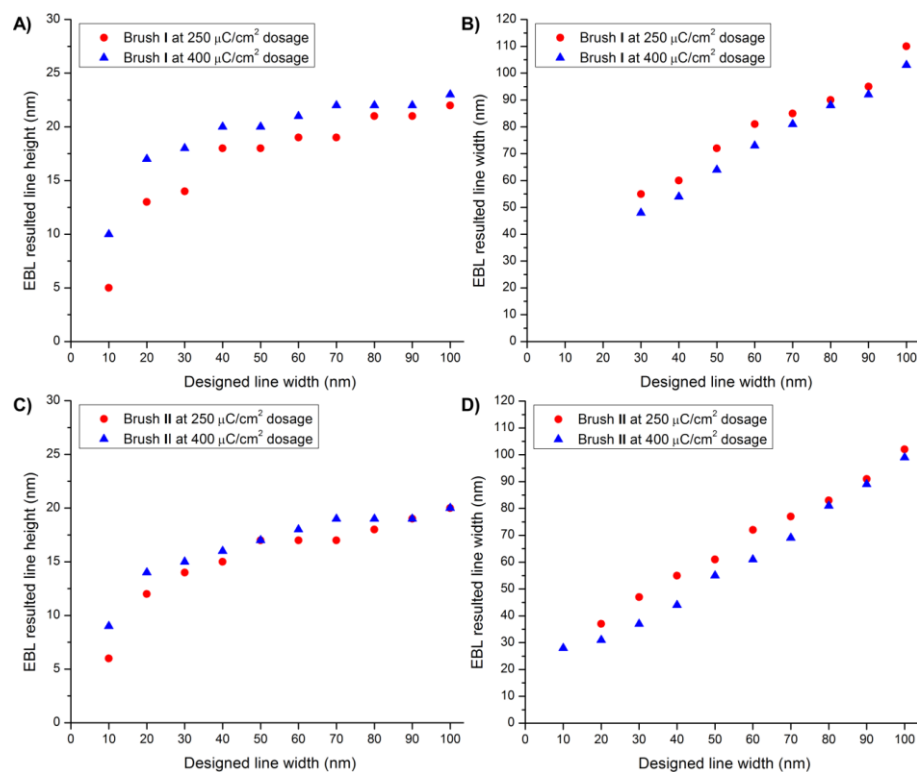 A)
30
25
20
15
10
5
0
EBL resulted line height (nm)
Brush I at 250 μC/cm² dosage
Brush I at 400 μC/cm² dosage
0 10 20 30 40 50 60 70 80 90 100
Designed line width (nm)
B)
110
100
90
80
70
60
50
40
30
20
10
0
EBL resulted line width (nm)
Brush I at 250 μC/cm² dosage
Brush I at 400 μC/cm² dosage
0 10 20 30 40 50 60 70 80 90 100
Designed line width (nm)
C)
30
25
20
15
10
5
0
EBL resulted line height (nm)
Brush II at 250 μC/cm² dosage
Brush II at 400 μC/cm² dosage
0 10 20 30 40 50 60 70 80 90 100
Designed line width (nm)
D)
120
110
100
90
80
70
60
50
40
30
20
10
0
EBL resulted line width (nm)
Brush II at 250 μC/cm² dosage
Brush II at 400 μC/cm² dosage
0 10 20 30 40 50 60 70 80 90 100
Designed line width (nm)